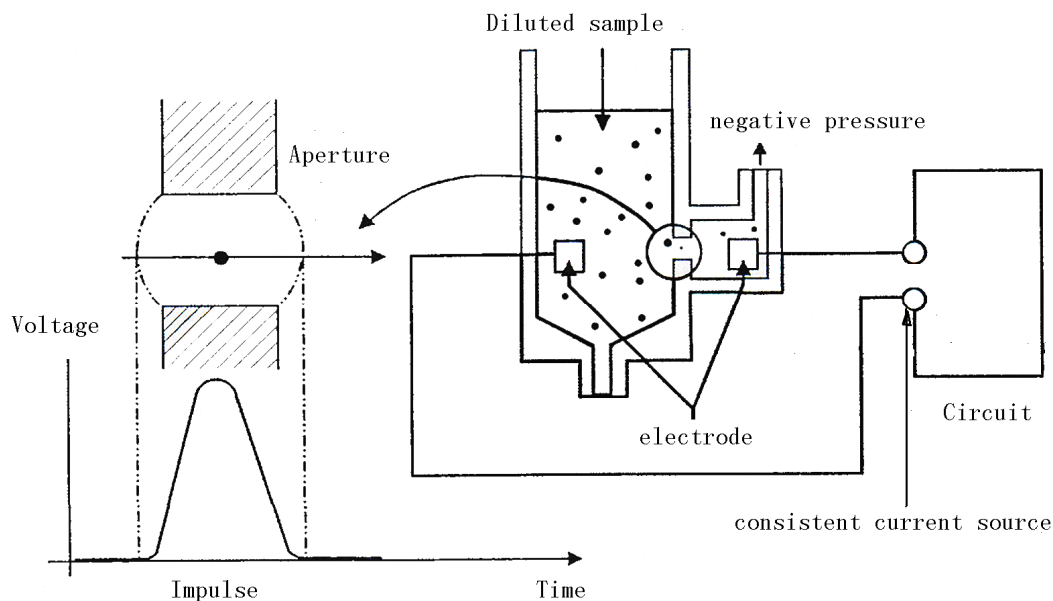 Diluted sample
negative pressure
Aperture
Voltage
Circuit
electrode
consistent current source
Impulse
Time